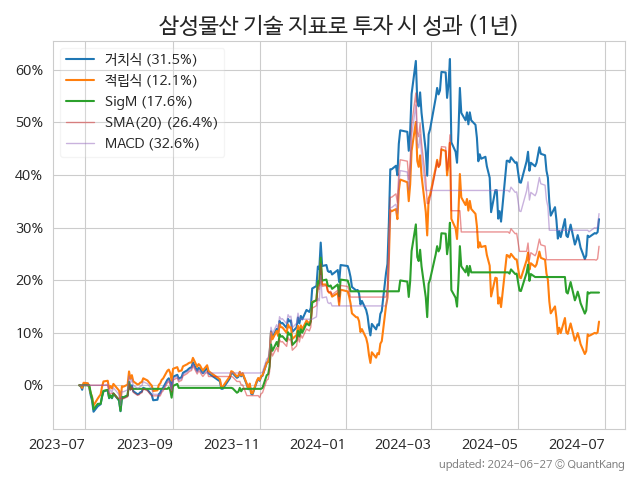 삼성물산 기술 지표로 투자 시 성과 (1년)
거치식 (31.5%)
적립식 (12.1%)
SigM (17.6%)
SMA(20) (26.4%)
MACD (32.6%)
60%
50%
40%
30%
20%
10%
0%
2023-07 2023-09 2023-11 2024-01 2024-03 2024-05 2024-07
updated: 2024-06-27 © QuantKang